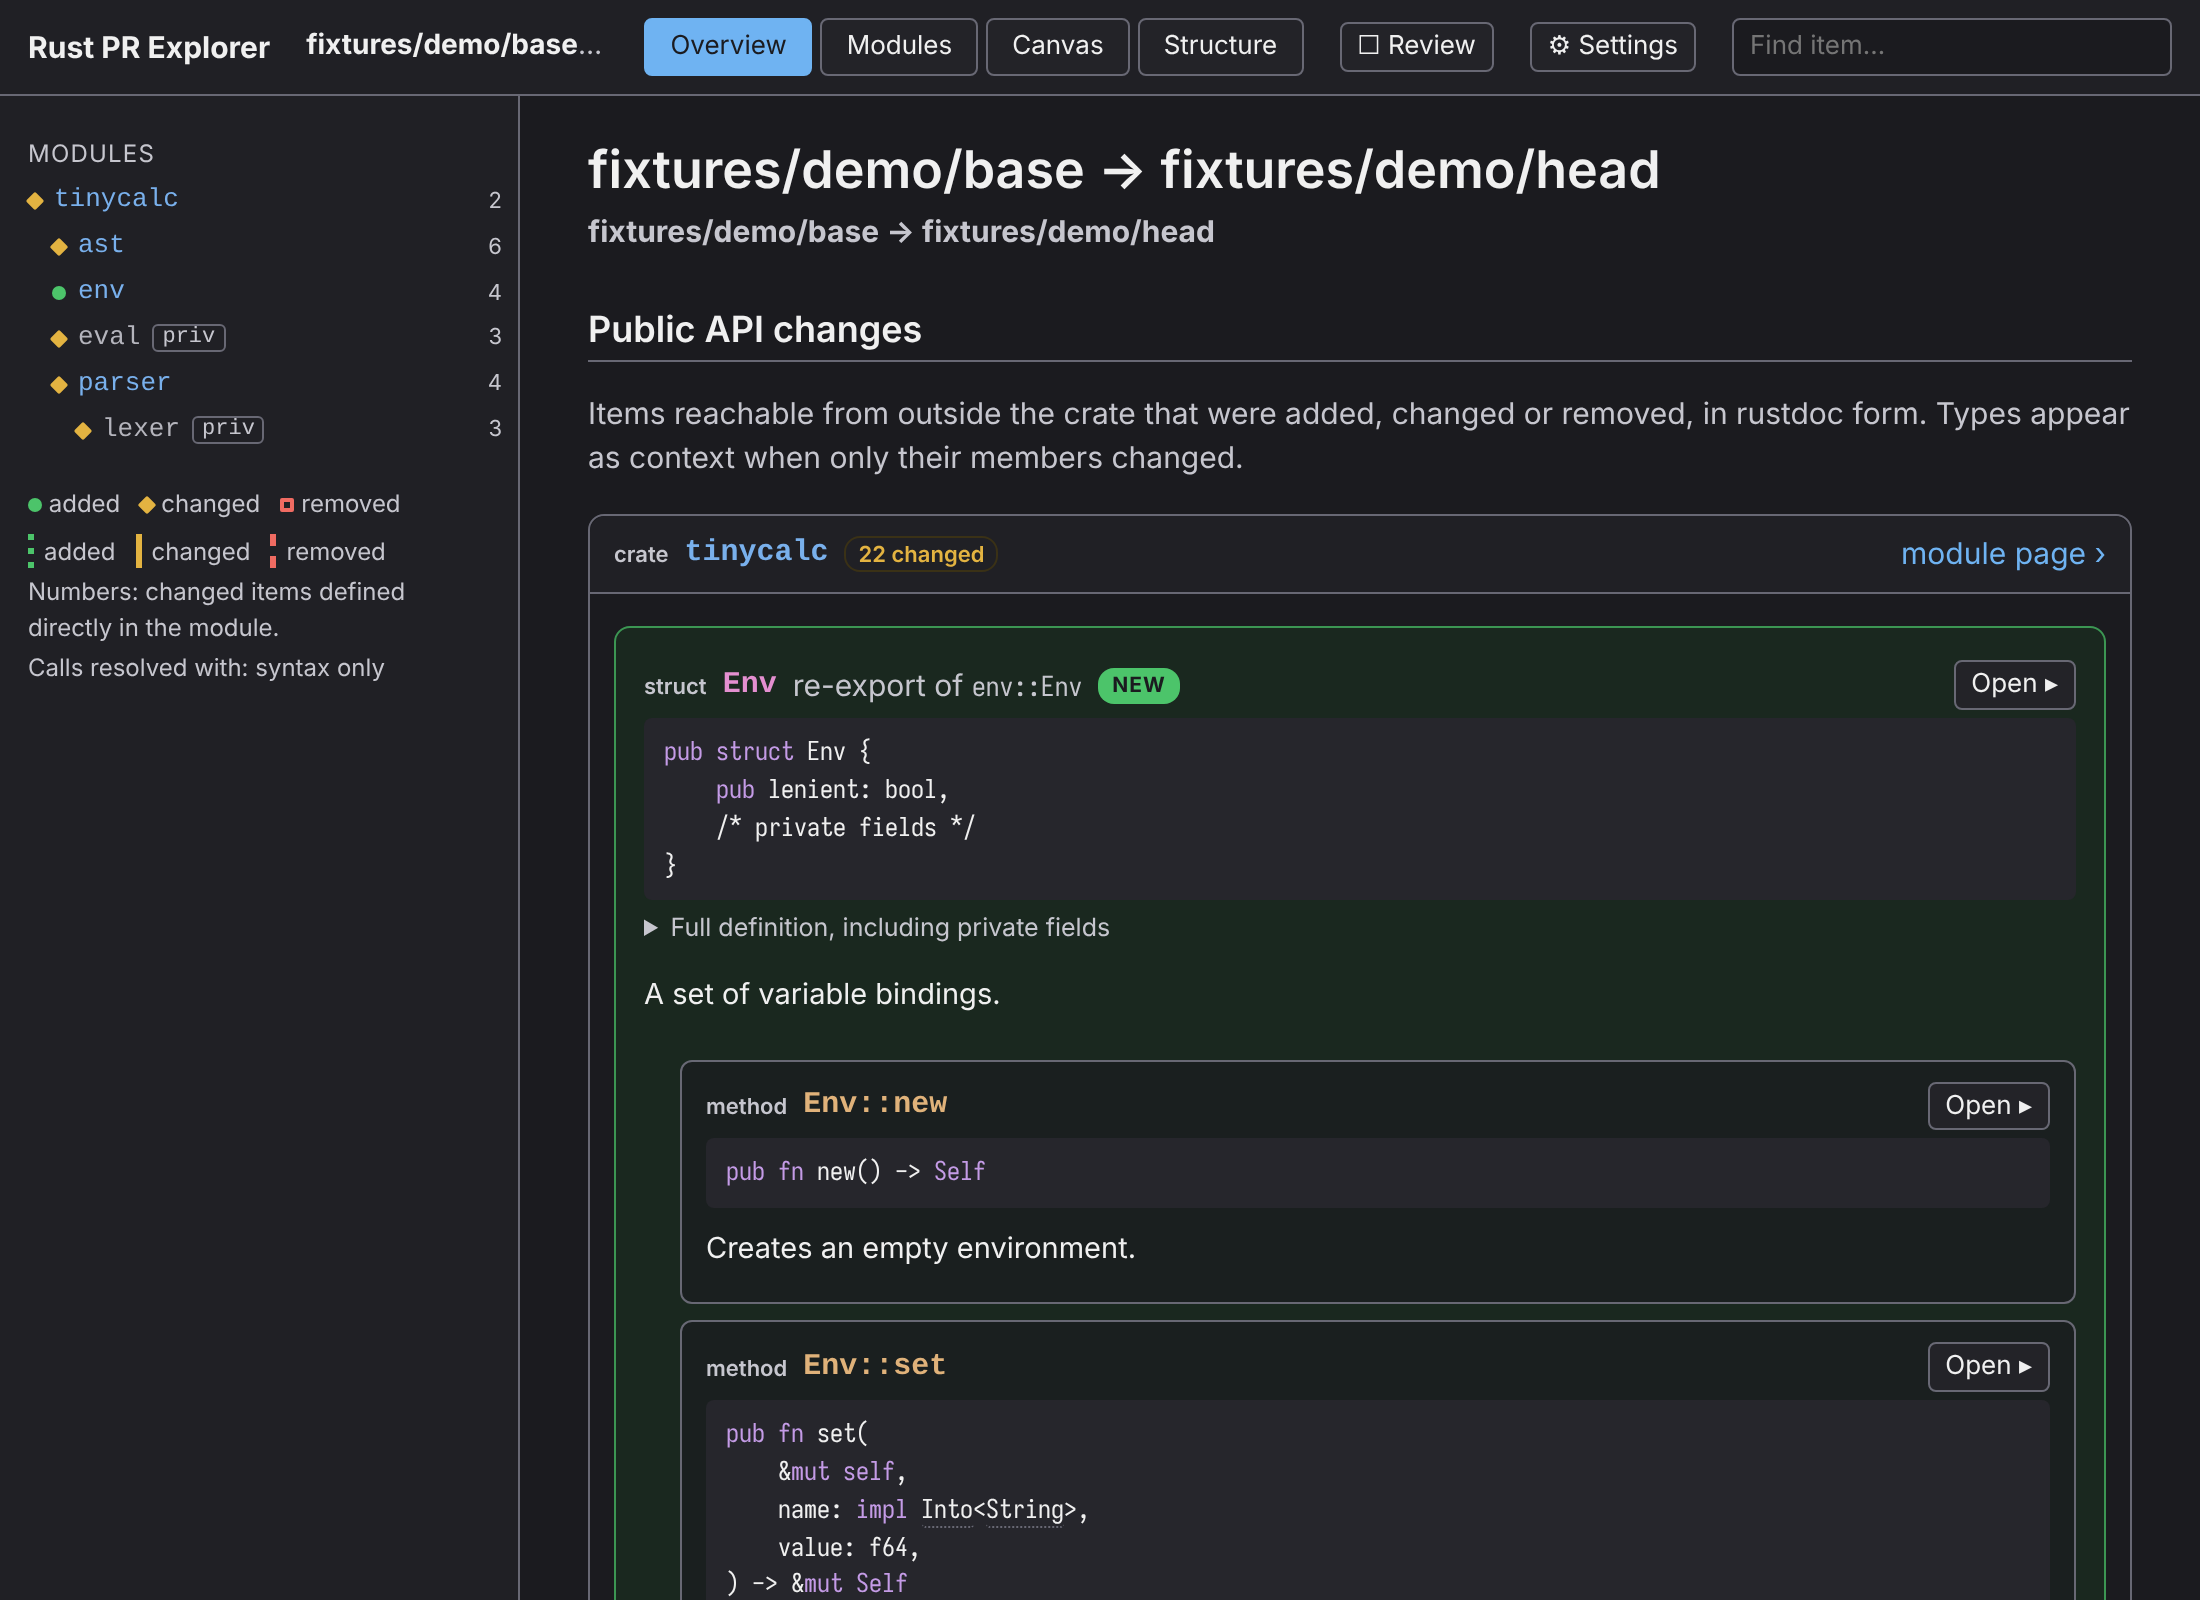 Rust PR Explorer fixtures/demo/base... Overview Modules Canvas Structure ☐ Review ⚙ Settings Find item...
MODULES
tinycalc 2
ast 6
env 4
eval priv 3
parser 4
lexer priv 3
added changed removed
added changed removed
Numbers: changed items defined
directly in the module.
Calls resolved with: syntax only
fixtures/demo/base → fixtures/demo/head
fixtures/demo/base → fixtures/demo/head
Public API changes
Items reachable from outside the crate that were added, changed or removed, in rustdoc form. Types appear
as context when only their members changed.
crate tinycalc 22 changed module page ›
struct Env re-export of env::Env NEW Open ▸
pub struct Env {
    pub lenient: bool,
    /* private fields */
}
▶ Full definition, including private fields
A set of variable bindings.
method Env::new Open ▸
pub fn new() -> Self
Creates an empty environment.
method Env::set Open ▸
pub fn set(
    &mut self,
    name: impl Into<String>,
    value: f64,
) -> &mut Self